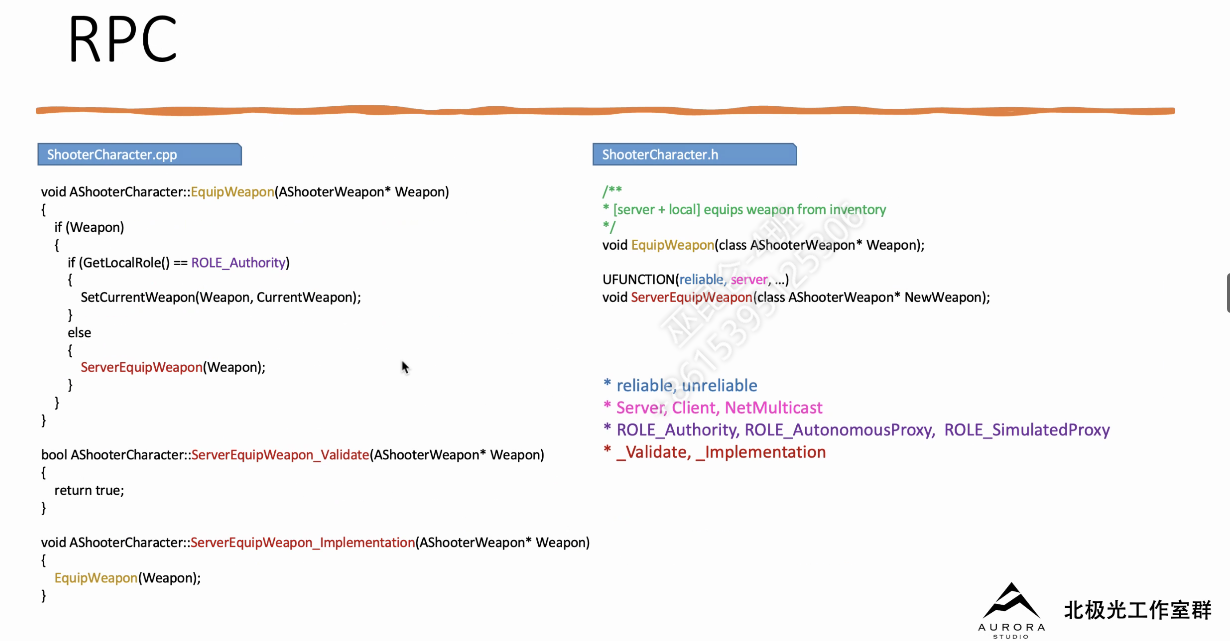 RPC
ShooterCharacter.cpp
void AShooterCharacter::EquipWeapon(AShooterWeapon* Weapon)
{
if (Weapon)
{
if (GetLocalRole() == ROLE_Authority)
{
SetCurrentWeapon(Weapon, CurrentWeapon);
}
else
{
ServerEquipWeapon(Weapon);
}
}
}
bool AShooterCharacter::ServerEquipWeapon_Validate(AShooterWeapon* Weapon)
{
return true;
}
void AShooterCharacter::ServerEquipWeapon_Implementation(AShooterWeapon* Weapon)
{
EquipWeapon(Weapon);
}
ShooterCharacter.h
/**
* [server + local] equips weapon from inventory
*/
void EquipWeapon(class AShooterWeapon* Weapon);
UFUNCTION(reliable, server, ...)
void ServerEquipWeapon(class AShooterWeapon* NewWeapon);
* reliable, unreliable
* Server, Client, NetMulticast
* ROLE_Authority, ROLE_AutonomousProxy, ROLE_SimulatedProxy
* _Validate, _Implementation
AURORA
STUDIO
北极光工作室群